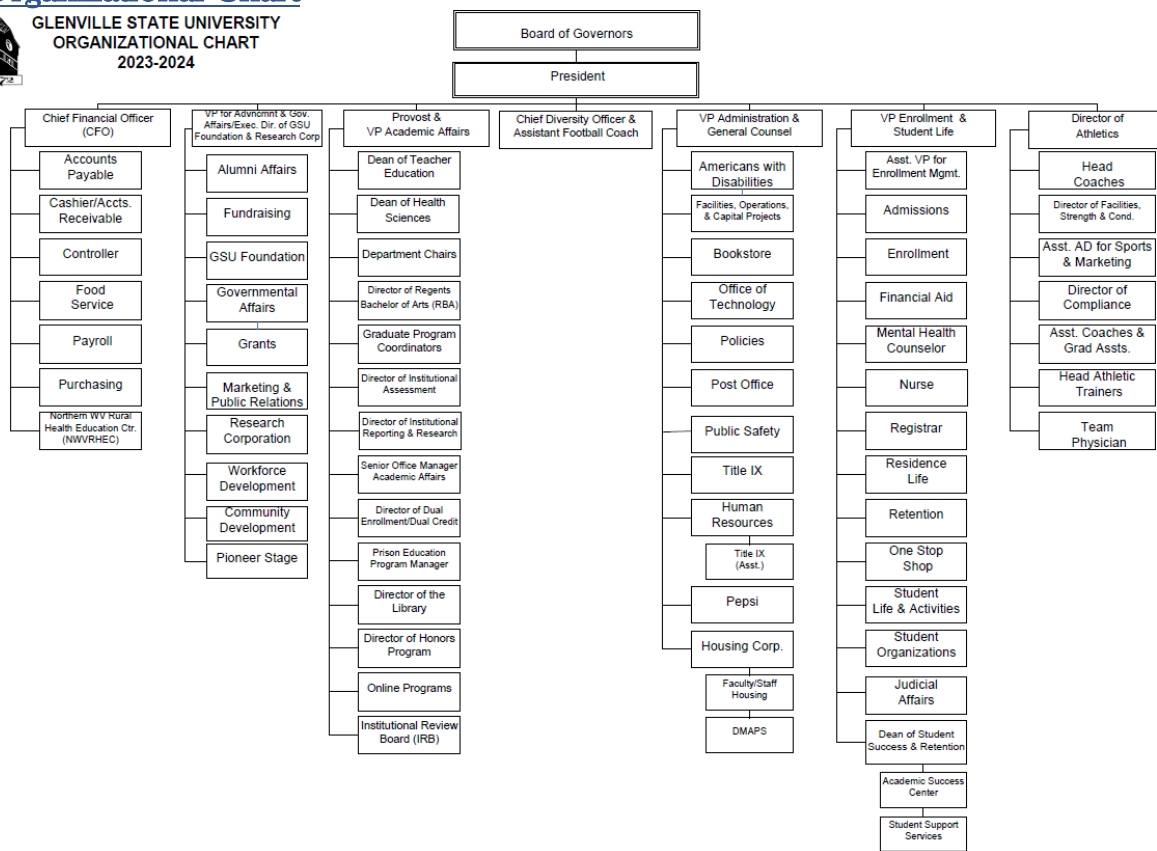 Organizational Chart
GLENVILLE STATE UNIVERSITY
ORGANIZATIONAL CHART
2023-2024
Board of Governors
President
Chief Financial Officer
(CFO)
Accounts
Payable
Cashier/Accts.
Receivable
Controller
Food
Service
Payroll
Purchasing
Northern WV Rural
Health Education Ctr.
(NWVRHEC)
VP for Advncmnt & Gov.
Affairs/Exec. Dir. of GSU
Foundation & Research Corp
Alumni Affairs
Fundraising
GSU Foundation
Governmental
Affairs
Grants
Marketing &
Public Relations
Research
Corporation
Workforce
Development
Community
Development
Pioneer Stage
Provost &
VP Academic Affairs
Dean of Teacher
Education
Dean of Health
Sciences
Department Chairs
Director of Regents
Bachelor of Arts (RBA)
Graduate Program
Coordinators
Director of Institutional
Assessment
Director of Institutional
Reporting & Research
Senior Office Manager
Academic Affairs
Director of Dual
Enrollment/Dual Credit
Prison Education
Program Manager
Director of the
Library
Director of Honors
Program
Online Programs
Institutional Review
Board (IRB)
Chief Diversity Officer &
Assistant Football Coach
VP Administration &
General Counsel
Americans with
Disabilities
Facilities, Operations,
& Capital Projects
Bookstore
Office of
Technology
Policies
Post Office
Public Safety
Title IX
Human
Resources
Title IX
(Asst.)
Pepsi
Housing Corp.
Faculty/Staff
Housing
DMAPS
VP Enrollment &
Student Life
Asst. VP for
Enrollment Mgmt.
Admissions
Enrollment
Financial Aid
Mental Health
Counselor
Nurse
Registrar
Residence
Life
Retention
One Stop
Shop
Student
Life & Activities
Student
Organizations
Judicial
Affairs
Dean of Student
Success & Retention
Academic Success
Center
Student Support
Services
Director of
Athletics
Head
Coaches
Director of Facilities,
Strength & Cond.
Asst. AD for Sports
& Marketing
Director of
Compliance
Asst. Coaches &
Grad Assts.
Head Athletic
Trainers
Team
Physician